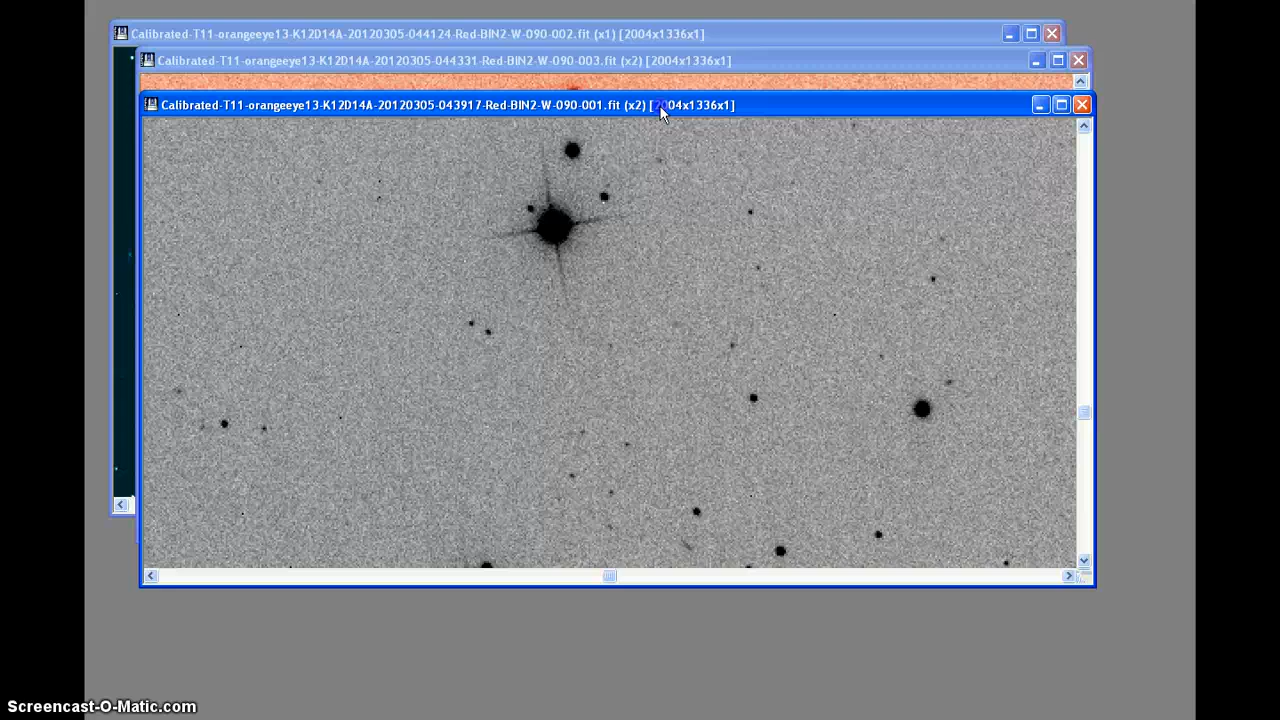 Calibrated-T11-orangeeye13-K12D14A-20120305-044124-Red-BIN2-W-090-002.fit (x1) [2004x1336x1]
Calibrated-T11-orangeeye13-K12D14A-20120305-044331-Red-BIN2-W-090-003.fit (x2) [2004x1336x1]
Calibrated-T11-orangeeye13-K12D14A-20120305-043917-Red-BIN2-W-090-001.fit (x2) [2004x1336x1]
Screencast-O-Matic.com